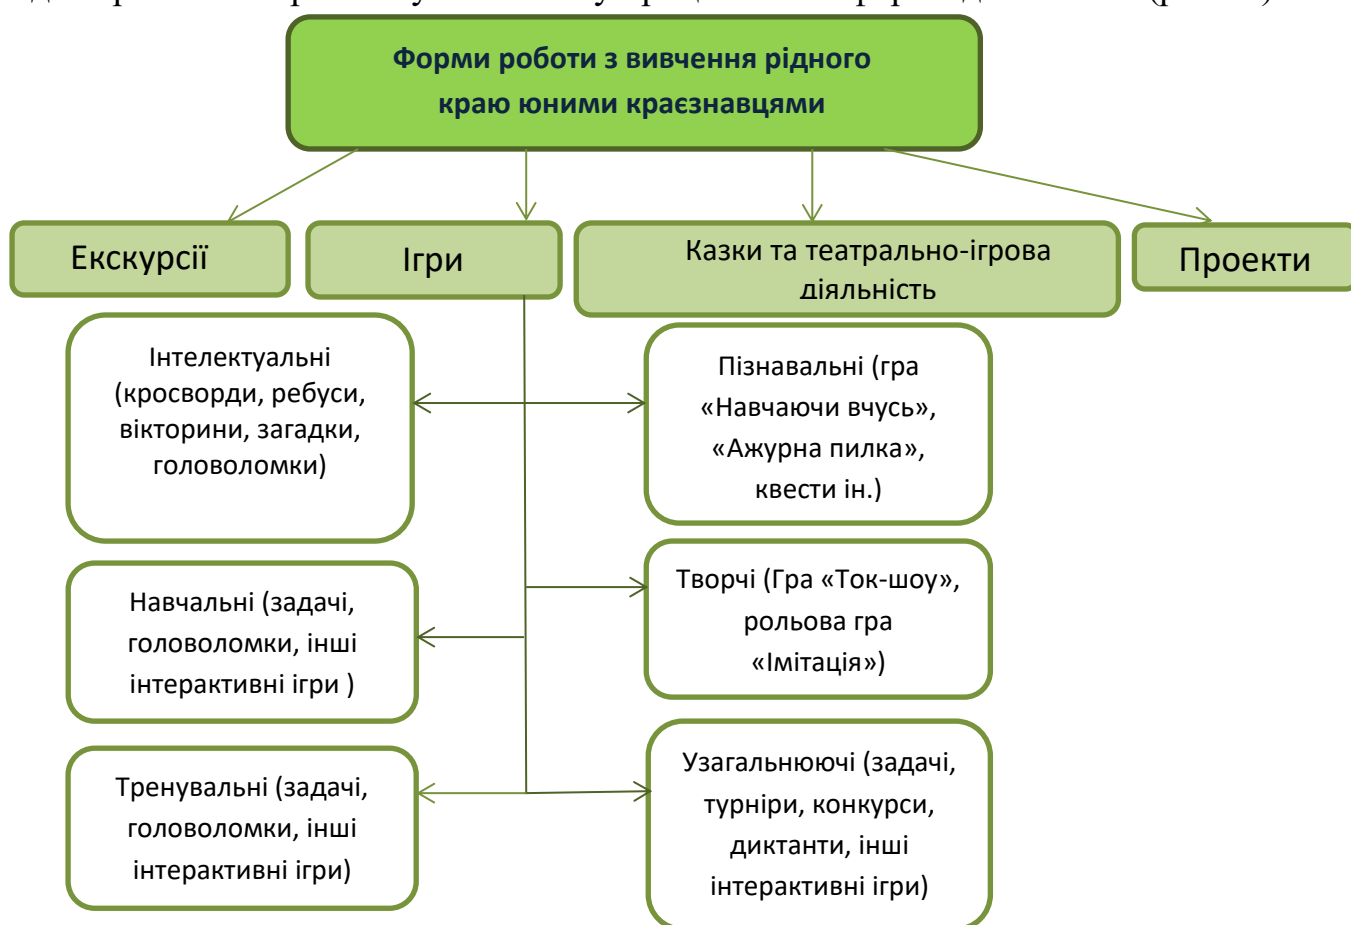 Форми роботи з вивчення рідного
краю юними краєзнавцями
Екскурсії
Ігри
Казки та театрально-ігрова
діяльність
Проекти
Інтелектуальні
(кросворди, ребуси,
вікторини, загадки,
головоломки)
Пізнавальні (гра
«Навчаючи вчусь»,
«Ажурна пилка»,
квести ін.)
Навчальні (задачі,
головоломки, інші
інтерактивні ігри )
Творчі (Гра «Ток-шоу»,
рольова гра
«Імітація»)
Тренувальні (задачі,
головоломки, інші
інтерактивні ігри)
Узагальнюючі (задачі,
турніри, конкурси,
диктанти, інші
інтерактивні ігри)